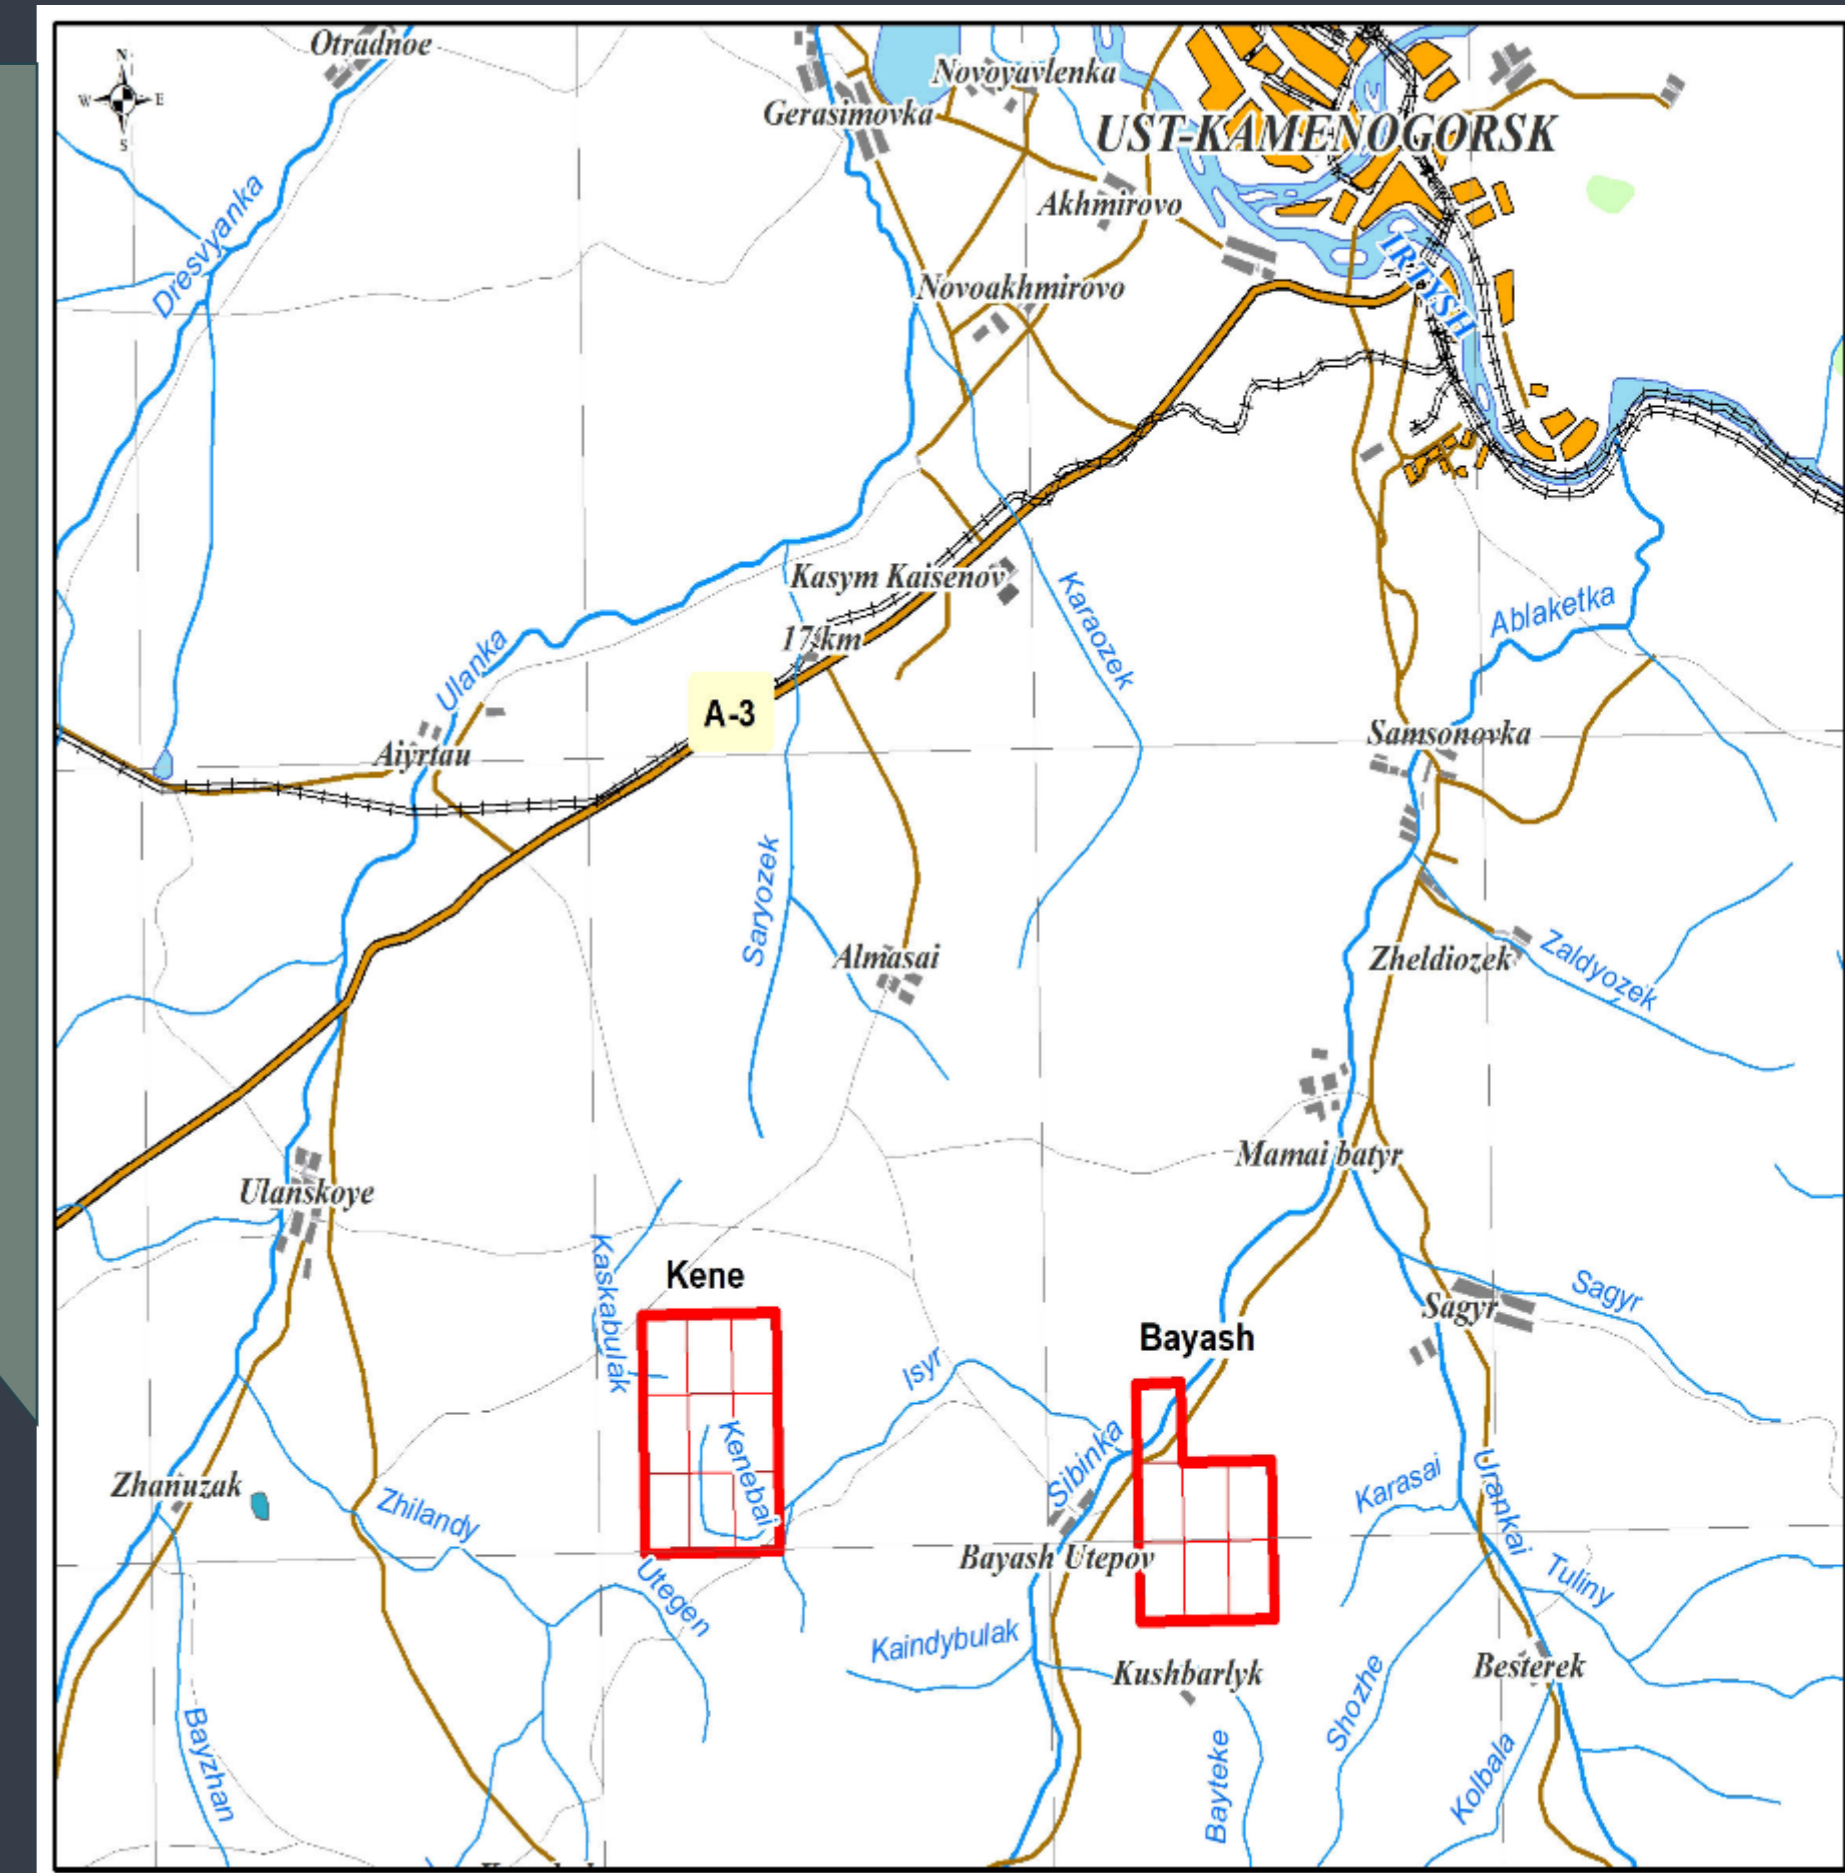 Otradnoe
N
W
E
S
Novoyavlenka
Gerasimovka
UST-KAMENOGORSK
Dresvyanka
Akhmirovo
IRTYSH
Novoakhmirovo
Kasym Kaisenov
Karaozek
Ablaketka
17 km
Ulanka
A-3
Samsonovka
Aiyrtau
Saryozek
Almasai
Zheldiozek
Zaldyozek
Mamai batyr
Ulanskoye
Kaskabulak
Kene
Sagyr
Sagyr
Bayash
Isyr
Kenebai
Sibinka
Karasai
Urankai
Zhanuzak
Zhilandy
Bayash Utepov
Utegen
Tuliny
Kaindybulak
Kushbarlyk
Besterek
Shozhe
Bayzhan
Bayteke
Kolbala